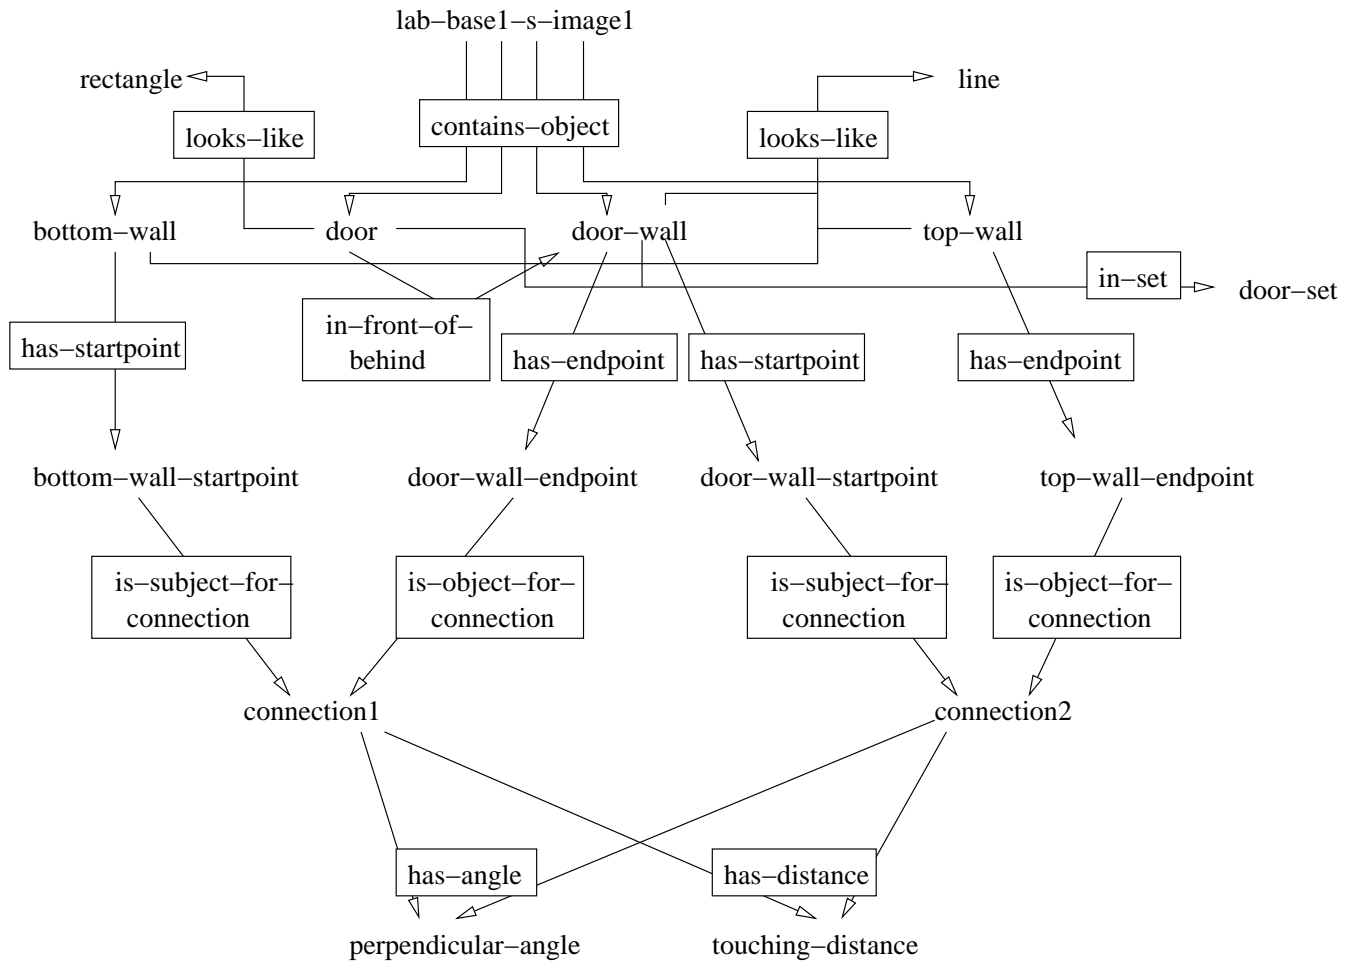 lab-base1-s-image1
rectangle
line
looks-like
contains-object
looks-like
bottom-wall
door
door-wall
top-wall
in-set
door-set
has-startpoint
in-front-of-
behind
has-endpoint
has-startpoint
has-endpoint
bottom-wall-startpoint
door-wall-endpoint
door-wall-startpoint
top-wall-endpoint
is-subject-for-
connection
is-object-for-
connection
is-subject-for-
connection
is-object-for-
connection
connection1
connection2
has-angle
has-distance
perpendicular-angle
touching-distance